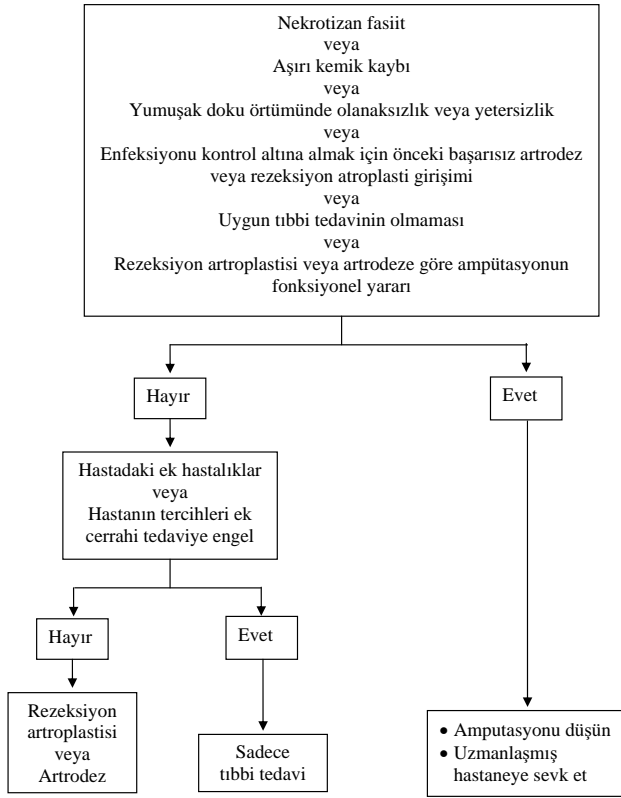 Nekrotizan fasiit
veya
Aşırı kemik kaybı
veya
Yumuşak doku örtümünde olanaksızlık veya yetersizlik
veya
Enfeksiyonu kontrol altına almak için önceki başarısız artrodez
veya rezeksiyon atroplasti girişimi
veya
Uygun tıbbi tedavinin olmaması
veya
Rezeksiyon artroplastisi veya artrodeze göre ampütasyonun
fonksiyonel yararı
Hayır
Evet
Hastadaki ek hastalıklar
veya
Hastanın tercihleri ek
cerrahi tedaviye engel
Hayır
Evet
Rezeksiyon
artroplastisi
veya
Artrodez
Sadece
tıbbi tedavi
• Amputasyonu düşün
• Uzmanlaşmış
hastaneye sevk et